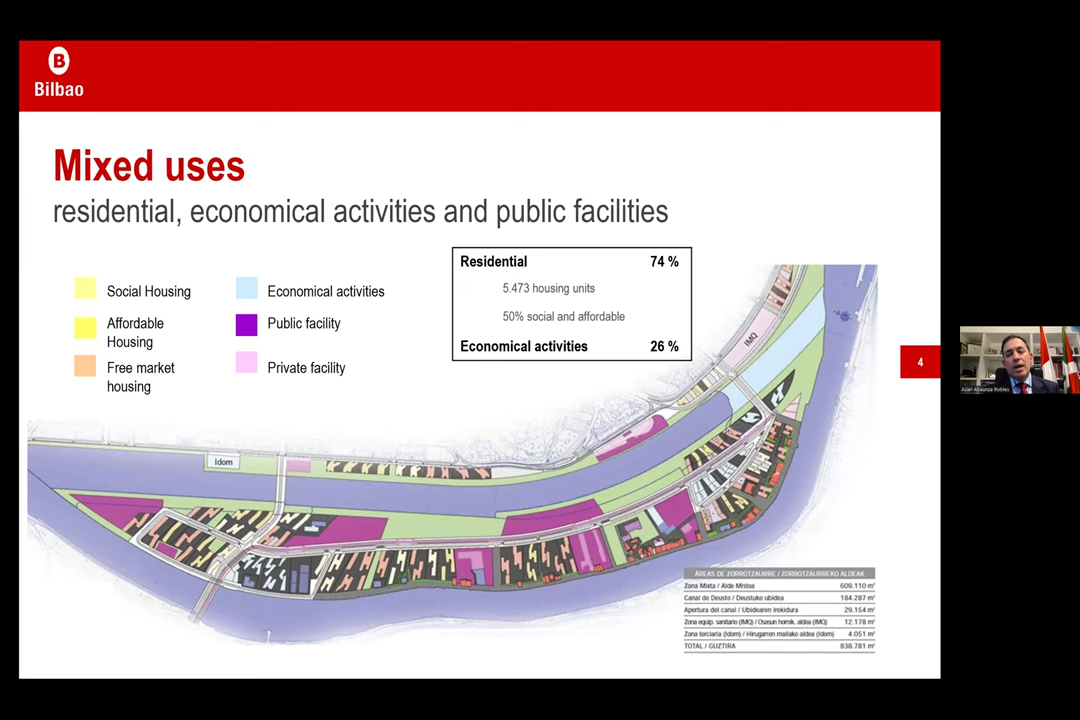 B
Bilbao
Mixed uses
residential, economical activities and public facilities
Social Housing
Affordable
Housing
Free market
housing
Economical activities
Public facility
Private facility
Residential 74 %
5.473 housing units
50% social and affordable
Economical activities 26 %
IMQ
Idom
4
Asier Abaunza Robles
ÁREAS DE ZORROTZAURRE / ZORROTZAURREKO ALDEAK
Zona Mixta / Alde Mistoa 609.110 m²
Canal de Deusto / Deustuko ubidea 184.287 m²
Apertura del canal / Ubidearen irekidura 29.154 m²
Zona equip. sanitario (IMQ) / Osasun hornik. aldea (IMQ) 12.178 m²
Zona terciaria (Idom) / Hirugarren mailako aldea (Idom) 4.051 m²
TOTAL / GUZTIRA 838.781 m²